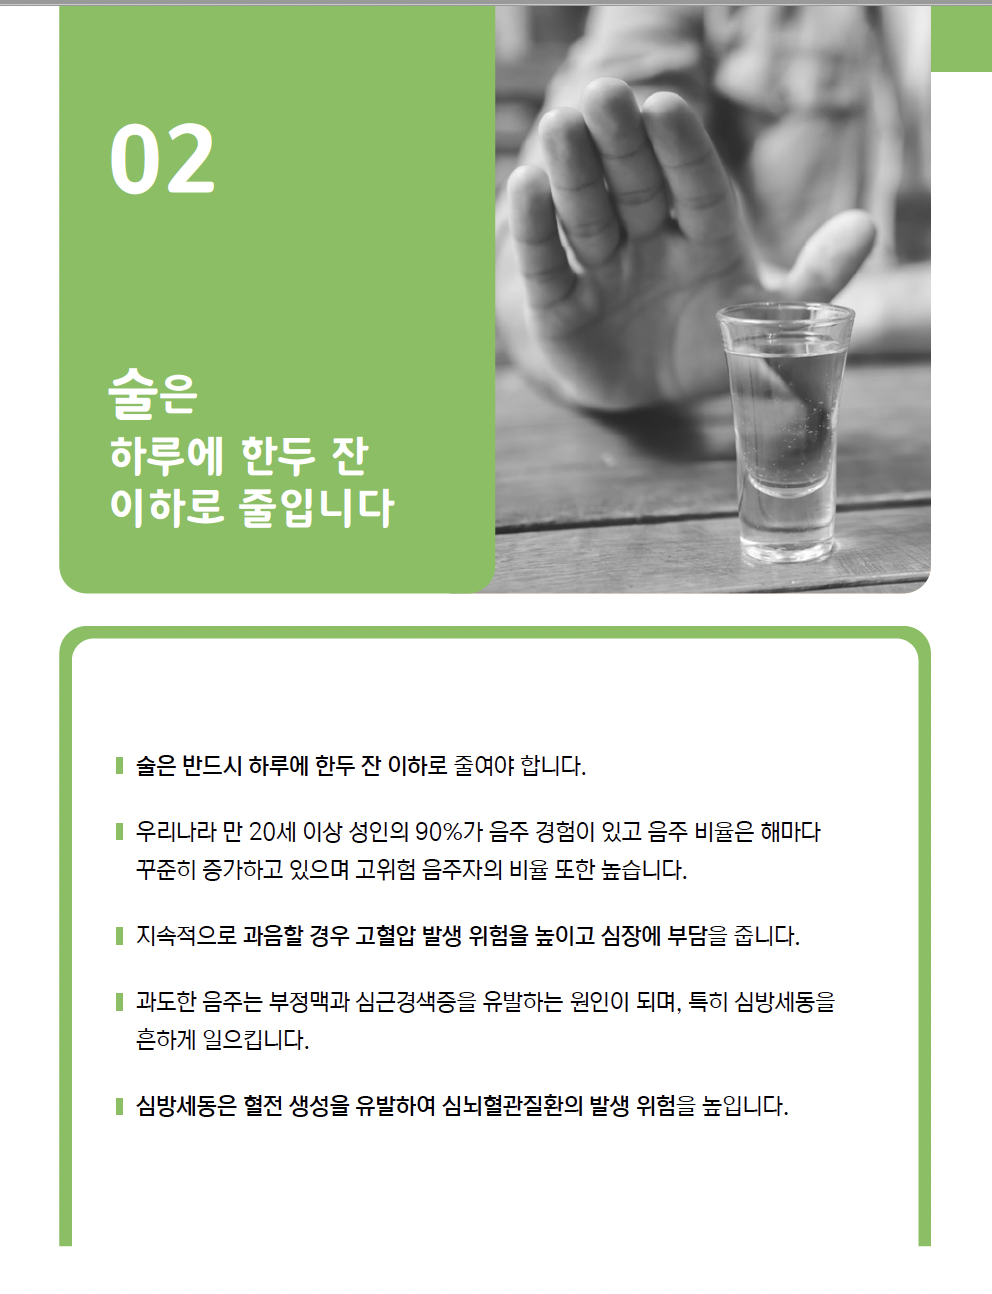 02
술은
하루에 한두 잔
이하로 줄입니다
술은 반드시 하루에 한두 잔 이하로 줄여야 합니다.
우리나라 만 20세 이상 성인의 90%가 음주 경험이 있고 음주 비율은 해마다
꾸준히 증가하고 있으며 고위험 음주자의 비율 또한 높습니다.
지속적으로 과음할 경우 고혈압 발생 위험을 높이고 심장에 부담을 줍니다.
과도한 음주는 부정맥과 심근경색증을 유발하는 원인이 되며, 특히 심방세동을
흔하게 일으킵니다.
심방세동은 혈전 생성을 유발하여 심뇌혈관질환의 발생 위험을 높입니다.